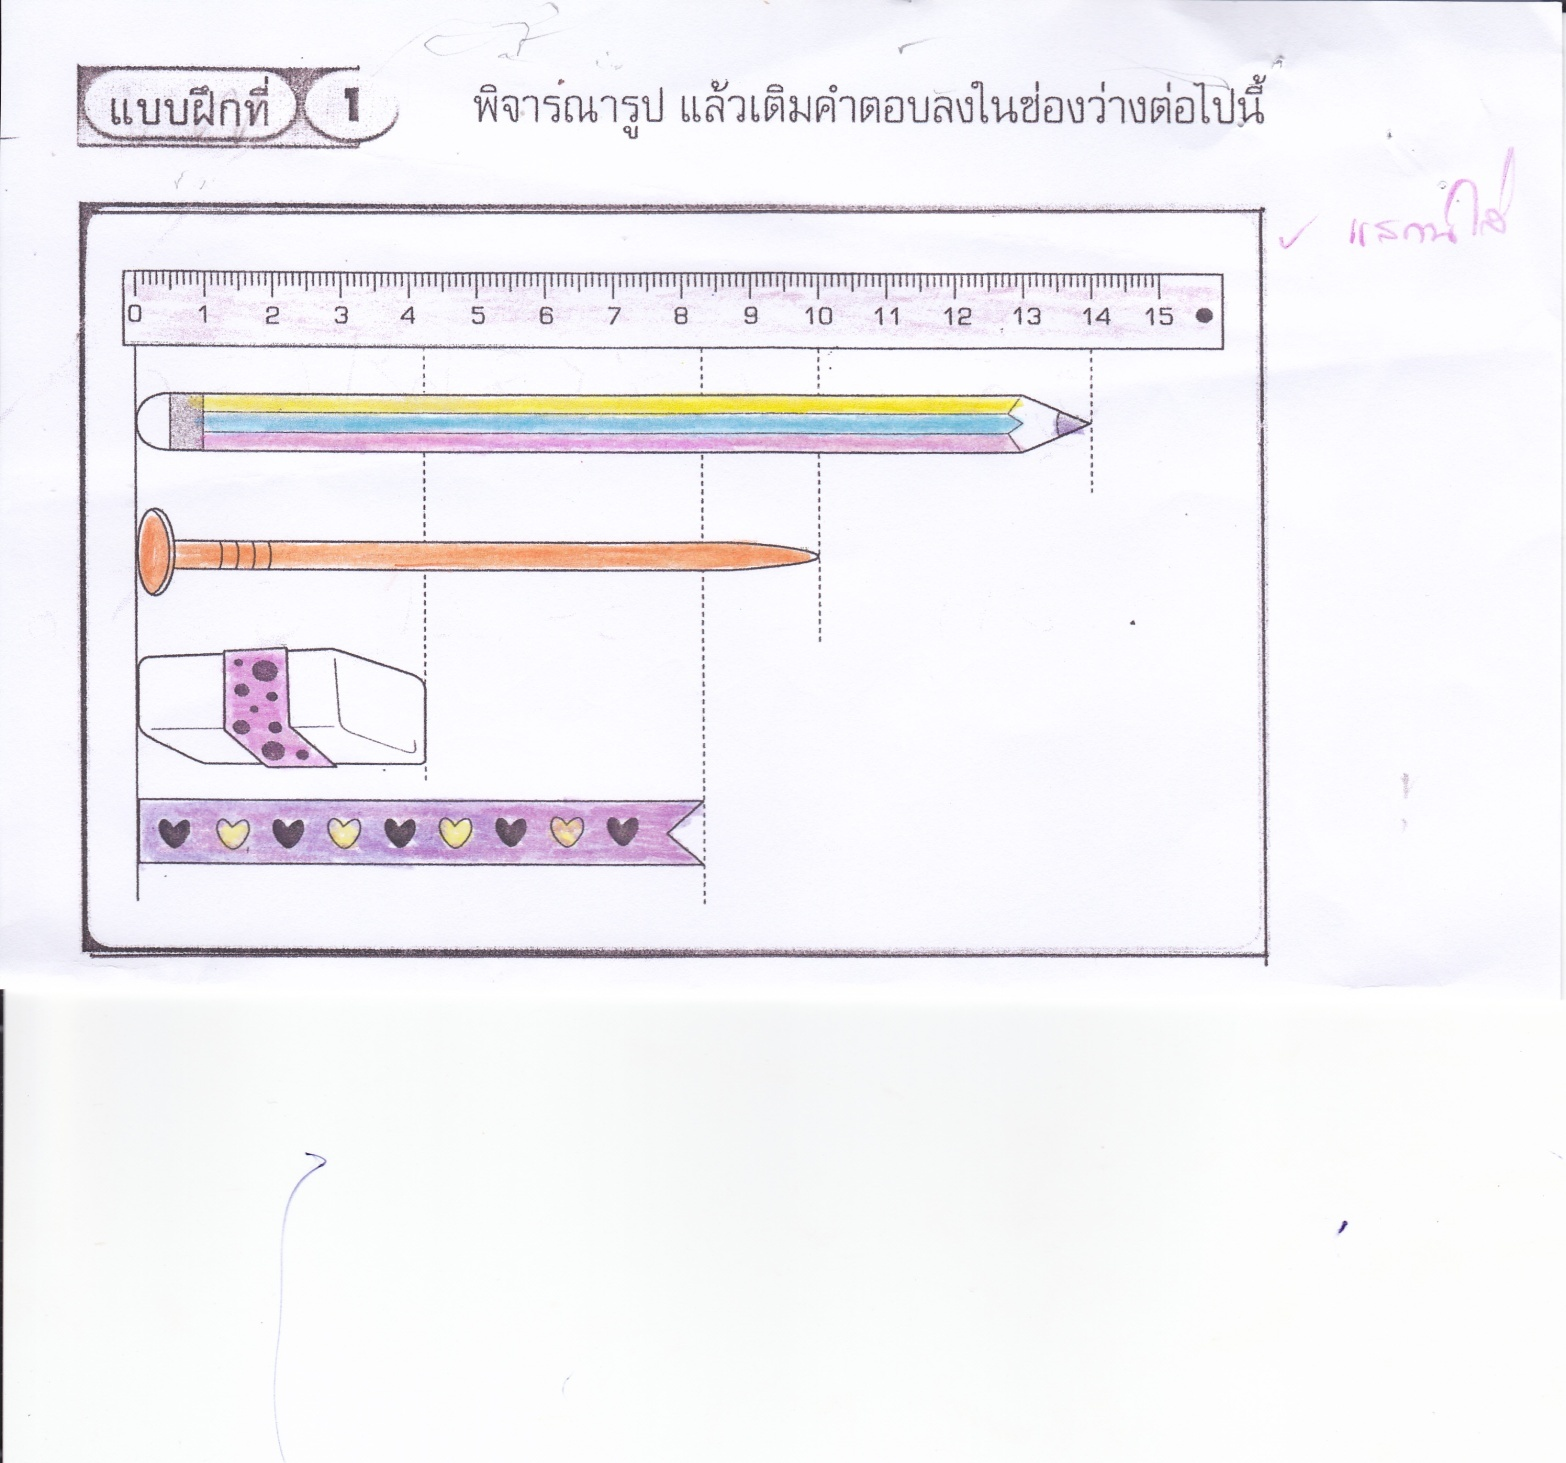 แบบฝึกที่ 1 พิจารณารูป แล้วเติมคำตอบลงในช่องว่างต่อไปนี้
0 1 2 3 4 5 6 7 8 9 10 11 12 13 14 15